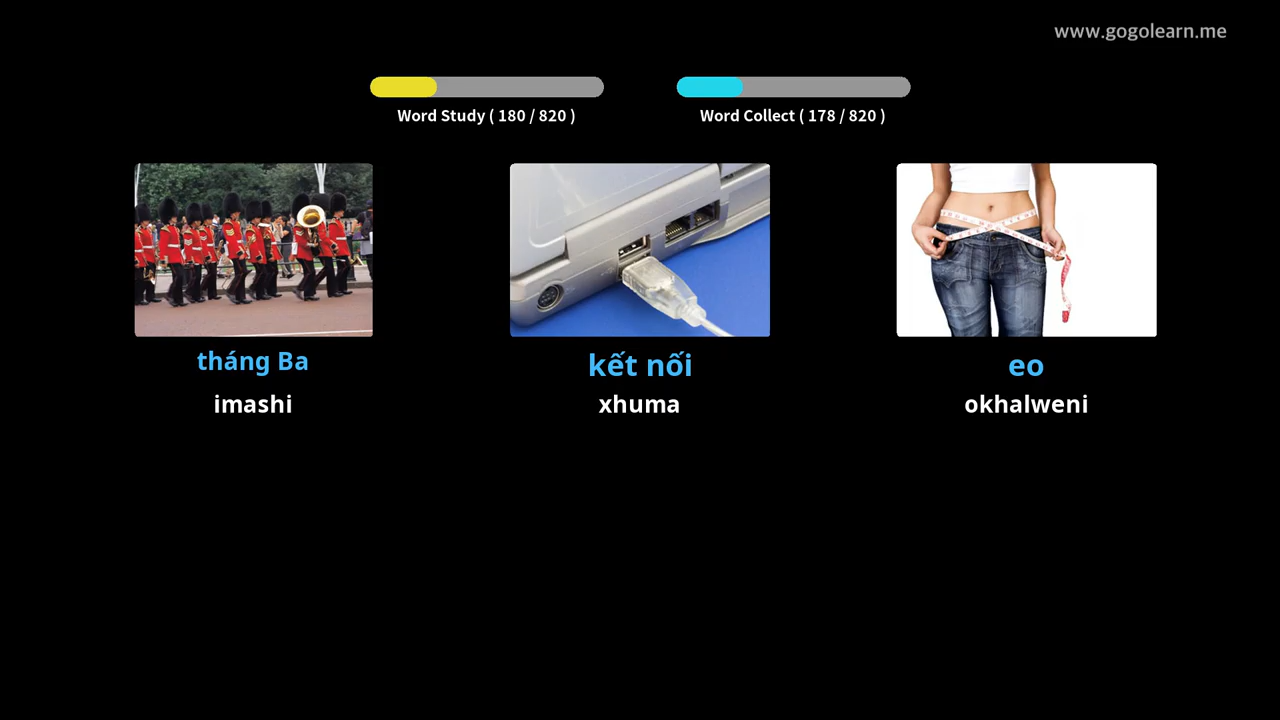 www.gogolearn.me
Word Study ( 180 / 820 )
Word Collect ( 178 / 820 )
tháng Ba
kết nối
eo
imashi
xhuma
okhalweni